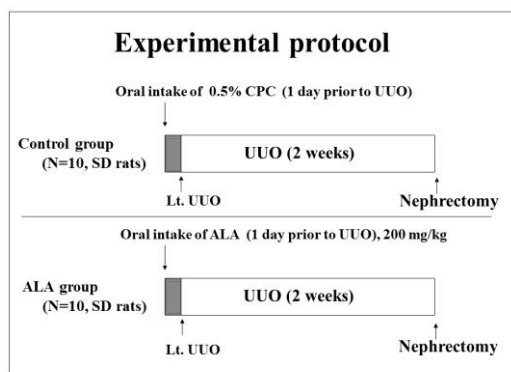 Experimental protocol
Oral intake of 0.5% CPC (1 day prior to UUO)
Control group
(N=10, SD rats)
UUO (2 weeks)
Lt. UUO
Nephrectomy
Oral intake of ALA (1 day prior to UUO), 200 mg/kg
ALA group
(N=10, SD rats)
UUO (2 weeks)
Lt. UUO
Nephrectomy